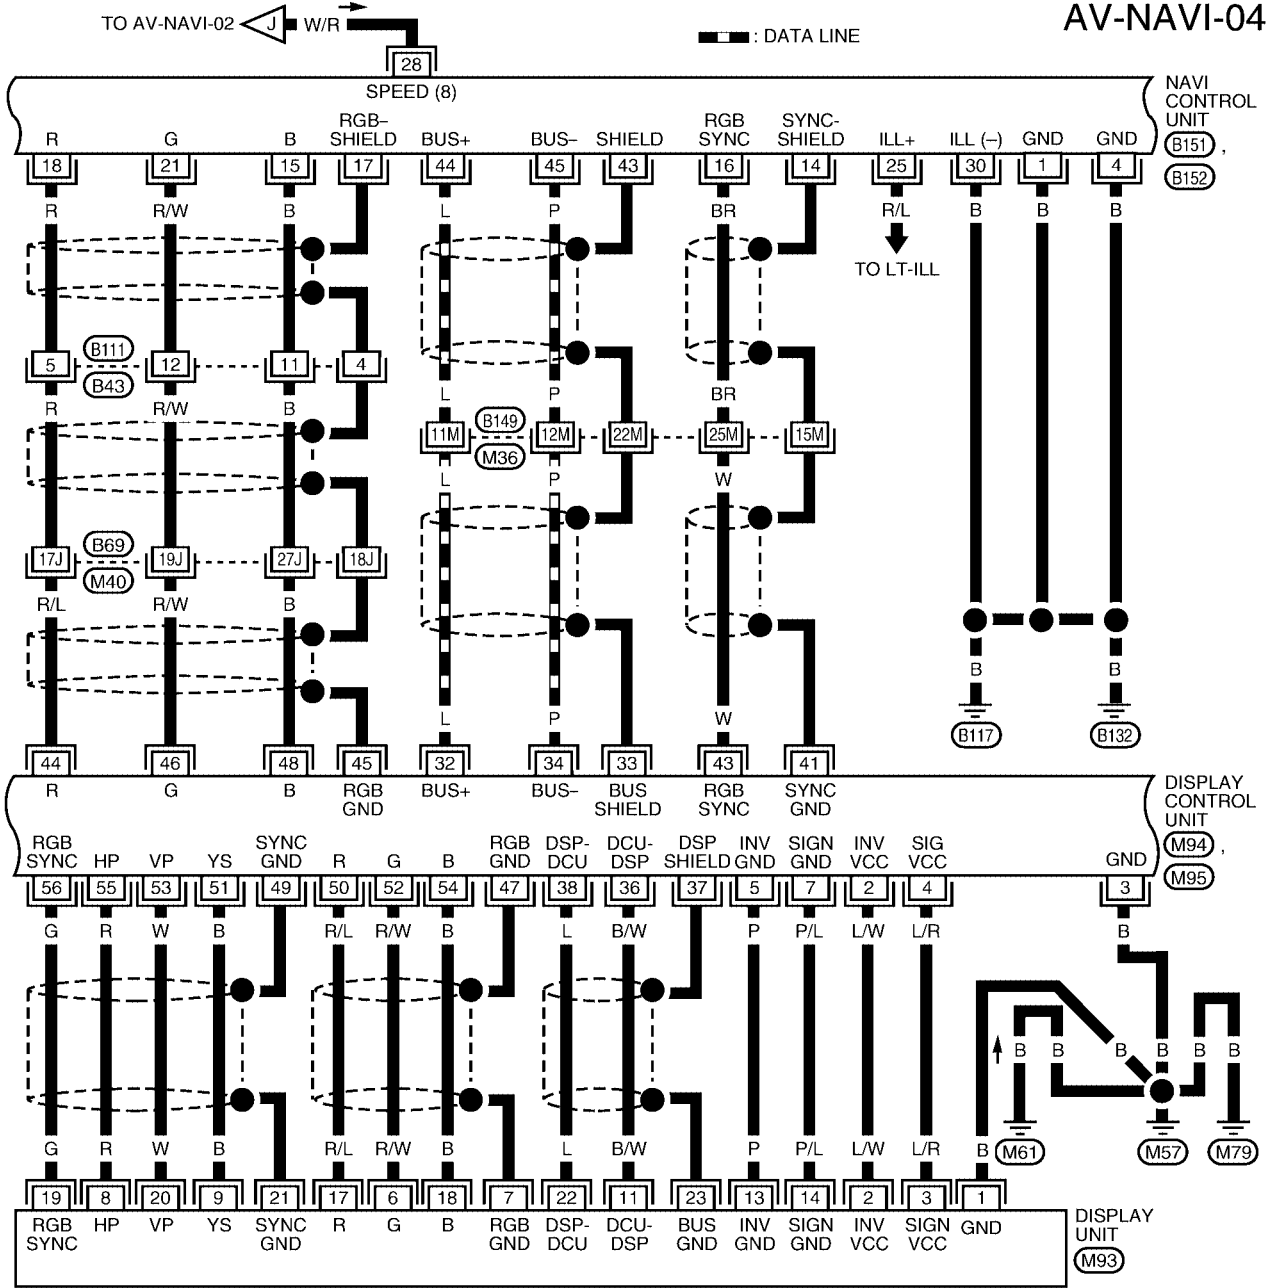 AV-NAVI-04
TO AV-NAVI-02 J W/R
: DATA LINE
28
SPEED (8)
NAVI
CONTROL
UNIT
B151 ,
B152
R G B RGB–
SHIELD BUS+ BUS– SHIELD RGB
SYNC SYNC-
SHIELD ILL+ ILL (–) GND GND
18 21 15 17 44 45 43 16 14 25 30 1 4
R R/W B L P BR R/L B B B
TO LT-ILL
B111
5 12 11 4
B43
R R/W B L P BR
B149
11M 12M 22M 25M 15M
M36
L P W
B69
17J 19J 27J 18J
M40
R/L R/W B
B B
L P W
B117 B132
44 46 48 45 32 34 33 43 41
R G B RGB
GND BUS+ BUS– BUS
SHIELD RGB
SYNC SYNC
GND
DISPLAY
CONTROL
UNIT
M94 ,
M95
RGB
SYNC HP VP YS SYNC
GND R G B RGB
GND DSP-
DCU DCU-
DSP DSP
SHIELD INV
GND SIGN
GND INV
VCC SIG
VCC GND
56 55 53 51 49 50 52 54 47 38 36 37 5 7 2 4 3
G R W B R/L R/W B L B/W P P/L L/W L/R B
B B B B B B
G R W B R/L R/W B L B/W P P/L L/W L/R B
M61 M57 M79
19 8 20 9 21 17 6 18 7 22 11 23 13 14 2 3 1
RGB
SYNC HP VP YS SYNC
GND R G B RGB
GND DSP-
DCU DCU-
DSP BUS
GND INV
GND SIGN
GND INV
VCC SIGN
VCC GND
DISPLAY
UNIT
M93